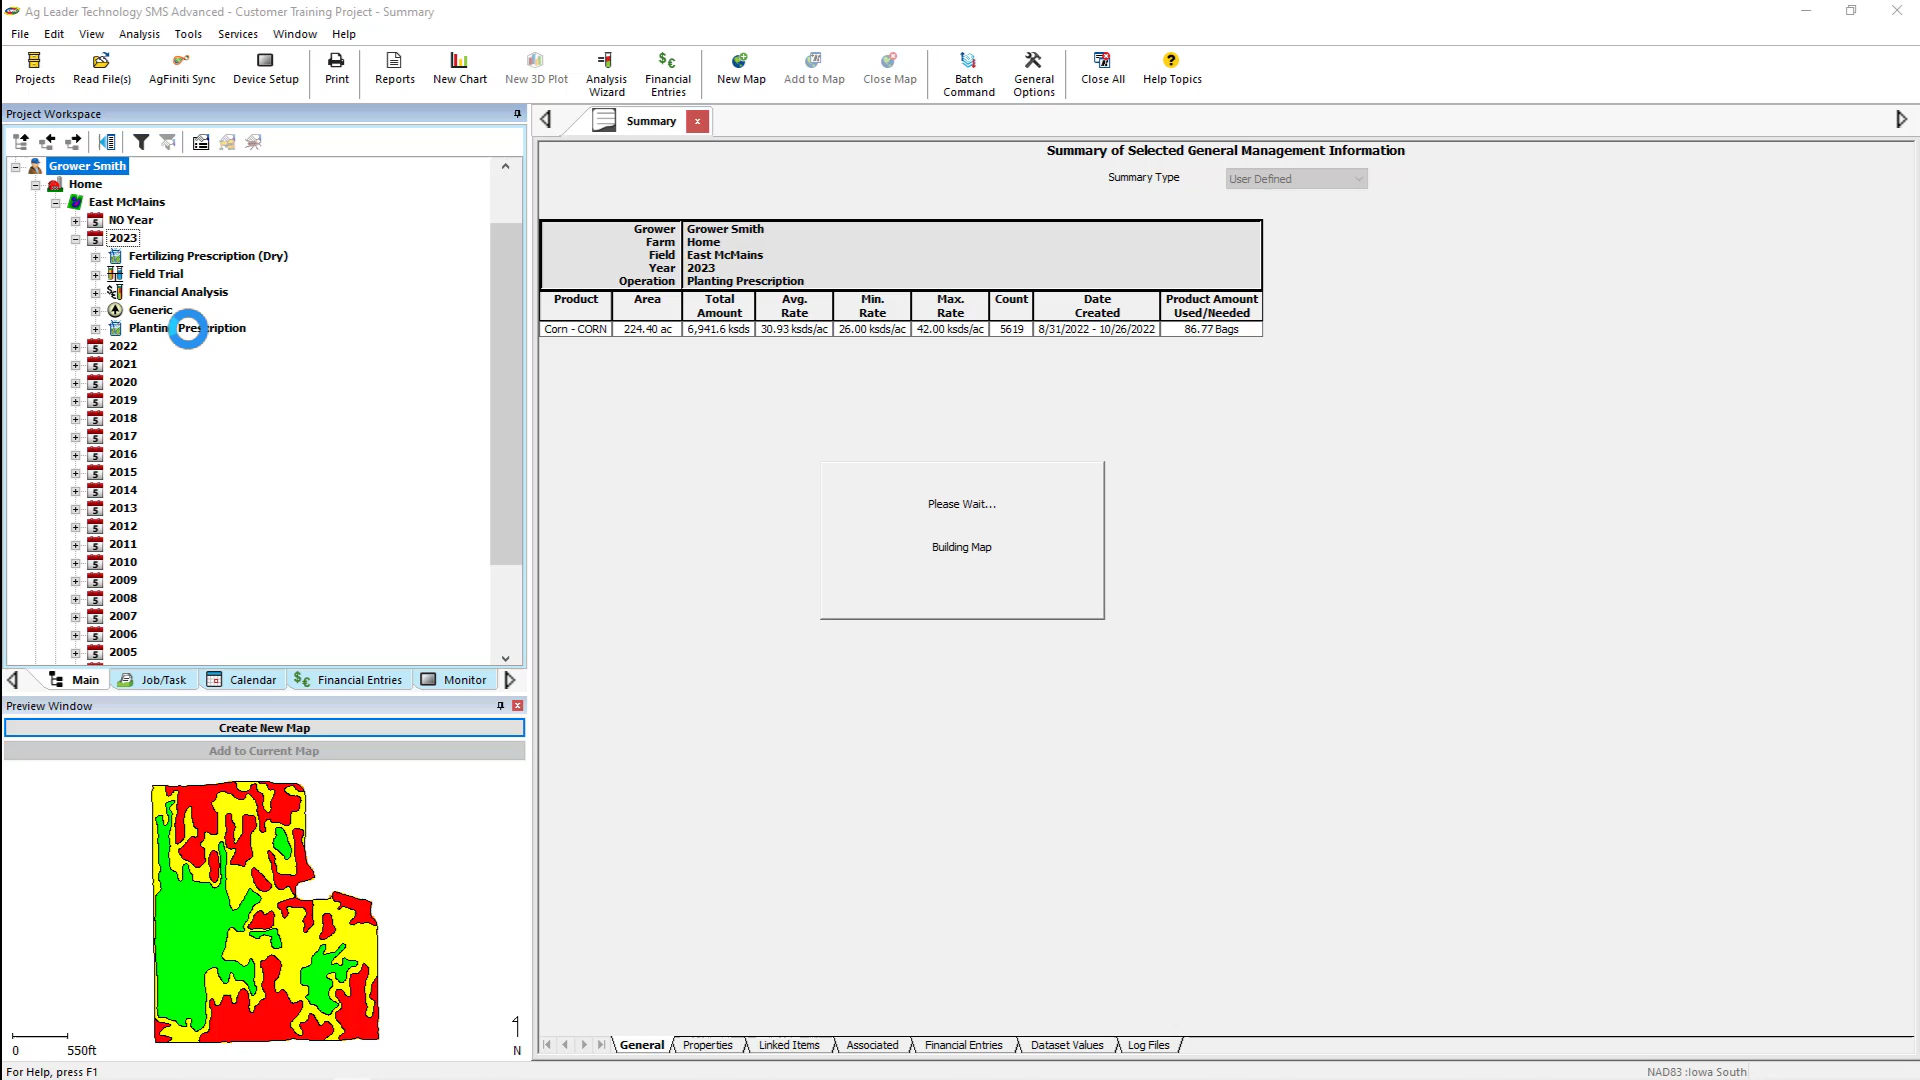 Ag Leader Technology SMS Advanced - Customer Training Project - Summary
File Edit View Analysis Tools Services Window Help
Projects Read File(s) AgFiniti Sync Device Setup Print Reports New Chart New 3D Plot Analysis Wizard Financial Entries New Map Add to Map Close Map Batch Command General Options Close All Help Topics
Project Workspace
Summary x
Grower Smith
Home
East McMains
NO Year
2023
Fertilizing Prescription (Dry)
Field Trial
Financial Analysis
Generic
Planting Prescription
2022
2021
2020
2019
2018
2017
2016
2015
2014
2013
2012
2011
2010
2009
2008
2007
2006
2005
Main Job/Task Calendar Financial Entries Monitor
Preview Window
Create New Map
Add to Current Map
0 550ft
N
Summary of Selected General Management Information
Summary Type User Defined
Grower Grower Smith
Farm Home
Field East McMains
Year 2023
Operation Planting Prescription
Product Area Total Amount Avg. Rate Min. Rate Max. Rate Count Date Created Product Amount Used/Needed
Corn - CORN 224.40 ac 6,941.6 ksds 30.93 ksds/ac 26.00 ksds/ac 42.00 ksds/ac 5619 8/31/2022 - 10/26/2022 86.77 Bags
Please Wait...
Building Map
General Properties Linked Items Associated Financial Entries Dataset Values Log Files
For Help, press F1
NAD83 :Iowa South